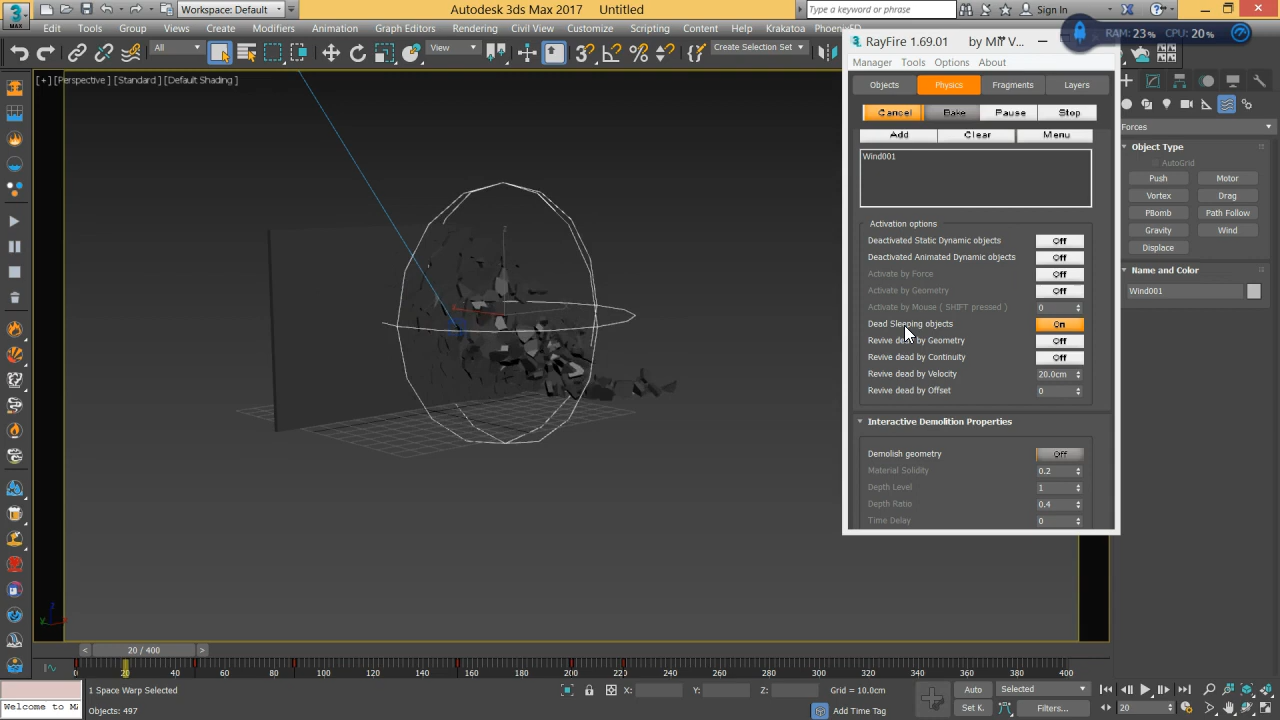 Autodesk 3ds Max 2017 Untitled
Workspace: Default
Type a keyword or phrase
Sign In
Edit Tools Group Views Create Modifiers Animation Graph Editors Rendering Civil View Customize Scripting Content Help Krakatoa PhoenixFD
All
View
Create Selection Set
RAM: 23% CPU: 20%
RayFire 1.69.01
Manager Tools Options About
Objects Physics Fragments Layers
Cancel Bake Pause Stop
Add Clear Menu
Wind001
Activation options
Deactivated Static Dynamic objects Off
Deactivated Animated Dynamic objects Off
Activate by Force Off
Activate by Geometry Off
Activate by Mouse ( SHIFT pressed ) 0
Dead Sleeping objects On
Revive dead by Geometry Off
Revive dead by Continuity Off
Revive dead by Velocity 20.0cm
Revive dead by Offset 0
Interactive Demolition Properties
Demolish geometry Off
Material Solidity 0.2
Depth Level 1
Depth Ratio 0.4
Time Delay 0
[+] [Perspective ] [Standard ] [Default Shading ]
Forces
Object Type
AutoGrid
Push Motor
Vortex Drag
PBomb Path Follow
Gravity Wind
Displace
Name and Color
Wind001
< 20 / 400 >
0 20 40 60 80 100 120 140 160 180 200 220 240 260 280 300 320 340 360 380 400
1 Space Warp Selected
X: Y: Z: Grid = 10.0cm
Auto Selected
Welcome to M
Objects: 497
Add Time Tag
Set K. Filters...
20